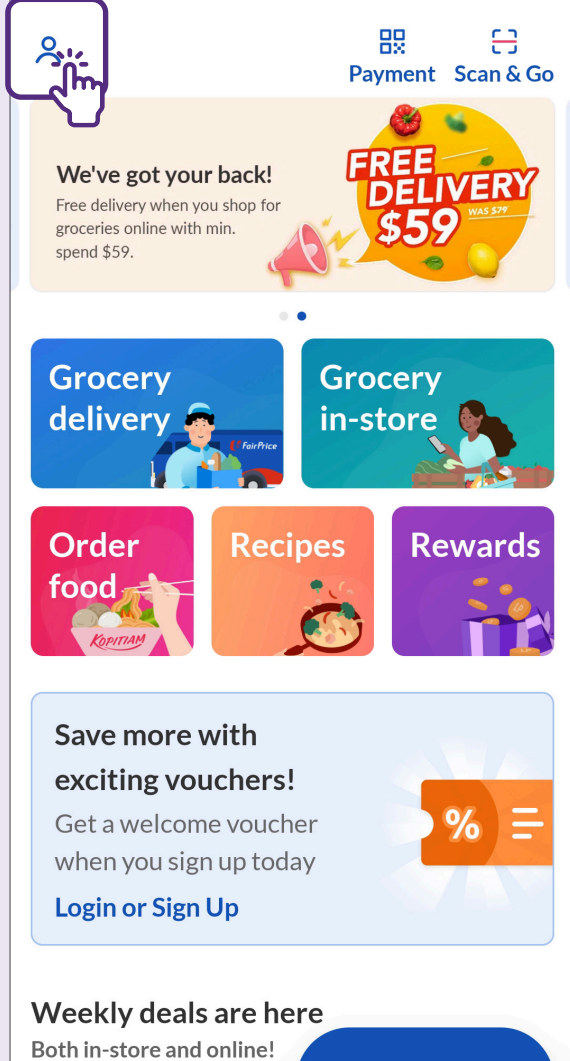 Payment
Scan & Go
We've got your back!
Free delivery when you shop for
groceries online with min.
spend $59.
FREE
DELIVERY
$59
WAS $79
Grocery
delivery
FairPrice
Grocery
in-store
Order
food
KOPITIAM
Recipes
Rewards
Save more with
exciting vouchers!
Get a welcome voucher
when you sign up today
Login or Sign Up
%
Weekly deals are here
Both in-store and online!